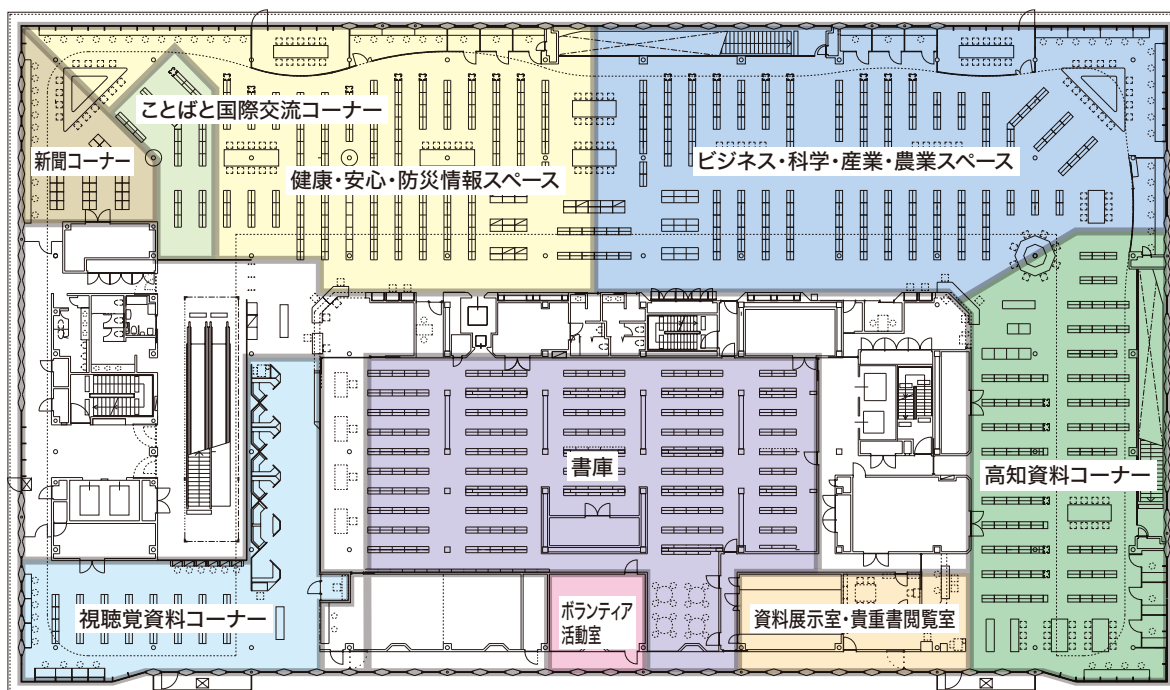 ことばと国際交流コーナー
新聞コーナー
健康・安心・防災情報スペース
ビジネス・科学・産業・農業スペース
書庫
高知資料コーナー
視聴覚資料コーナー
ボランティア
活動室
資料展示室・貴重書閲覧室